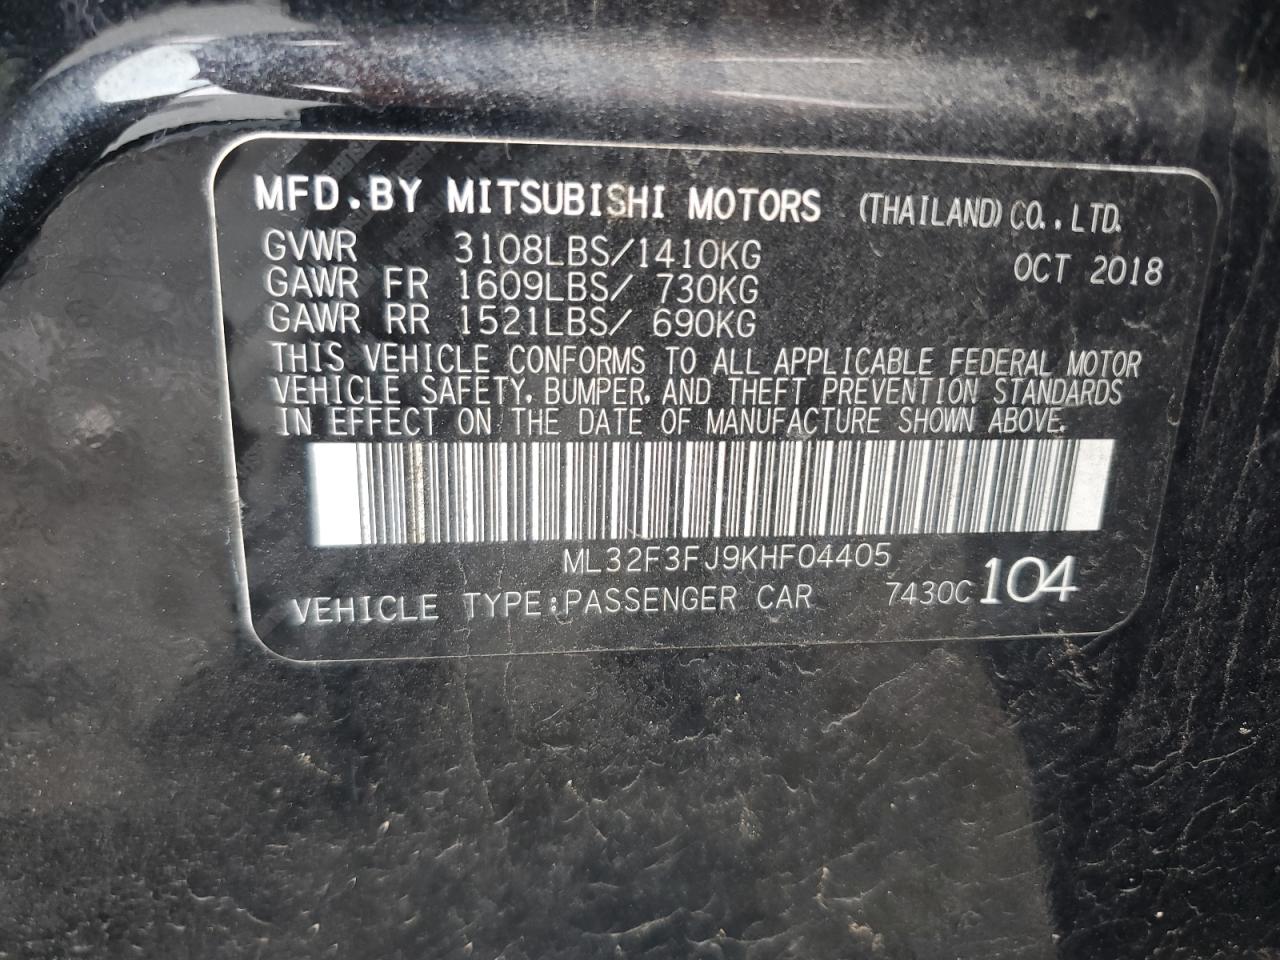 MFD.BY MITSUBISHI MOTORS (THAILAND) CO., LTD.
GVWR 3108LBS/1410KG OCT 2018
GAWR FR 1609LBS/ 730KG
GAWR RR 1521LBS/ 690KG
THIS VEHICLE CONFORMS TO ALL APPLICABLE FEDERAL MOTOR
VEHICLE SAFETY, BUMPER, AND THEFT PREVENTION STANDARDS
IN EFFECT ON THE DATE OF MANUFACTURE SHOWN ABOVE.
ML32F3FJ9KHF04405
VEHICLE TYPE:PASSENGER CAR 7430C 104